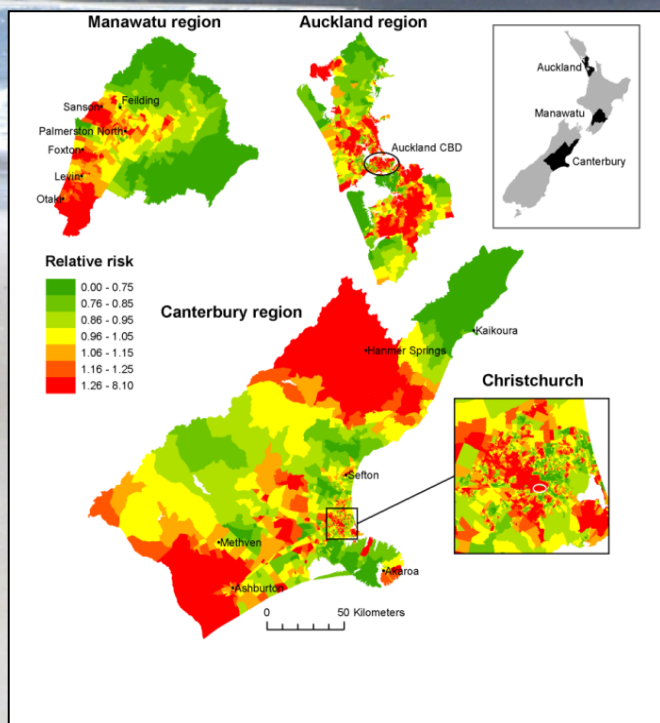 Manawatu region
Auckland region
Sanson
Feilding
Palmerston North
Foxton
Levin
Otaki
Auckland CBD
Auckland
Manawatu
Canterbury
Relative risk
0.00 - 0.75
0.76 - 0.85
0.86 - 0.95
0.96 - 1.05
1.06 - 1.15
1.16 - 1.25
1.26 - 8.10
Canterbury region
Kaikoura
Hanmer Springs
Christchurch
Sefton
Methven
Akaroa
Ashburton
0 50 Kilometers